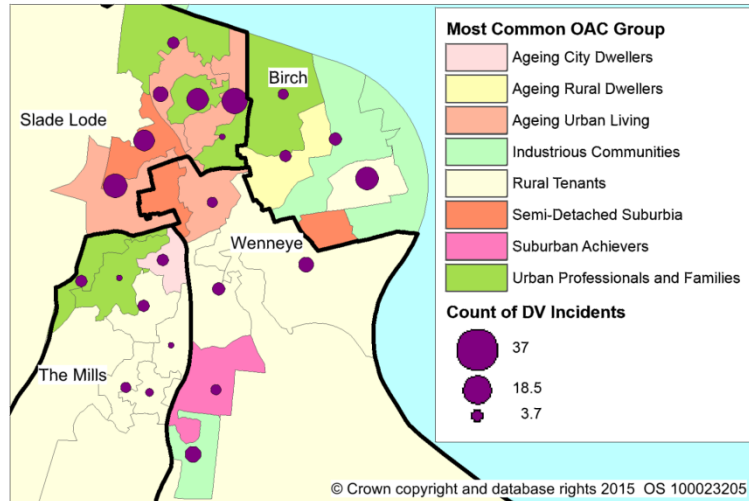 Slade Lode
Birch
Wenneye
The Mills
Most Common OAC Group
Ageing City Dwellers
Ageing Rural Dwellers
Ageing Urban Living
Industrious Communities
Rural Tenants
Semi-Detached Suburbia
Suburban Achievers
Urban Professionals and Families
Count of DV Incidents
37
18.5
3.7
© Crown copyright and database rights 2015 OS 100023205